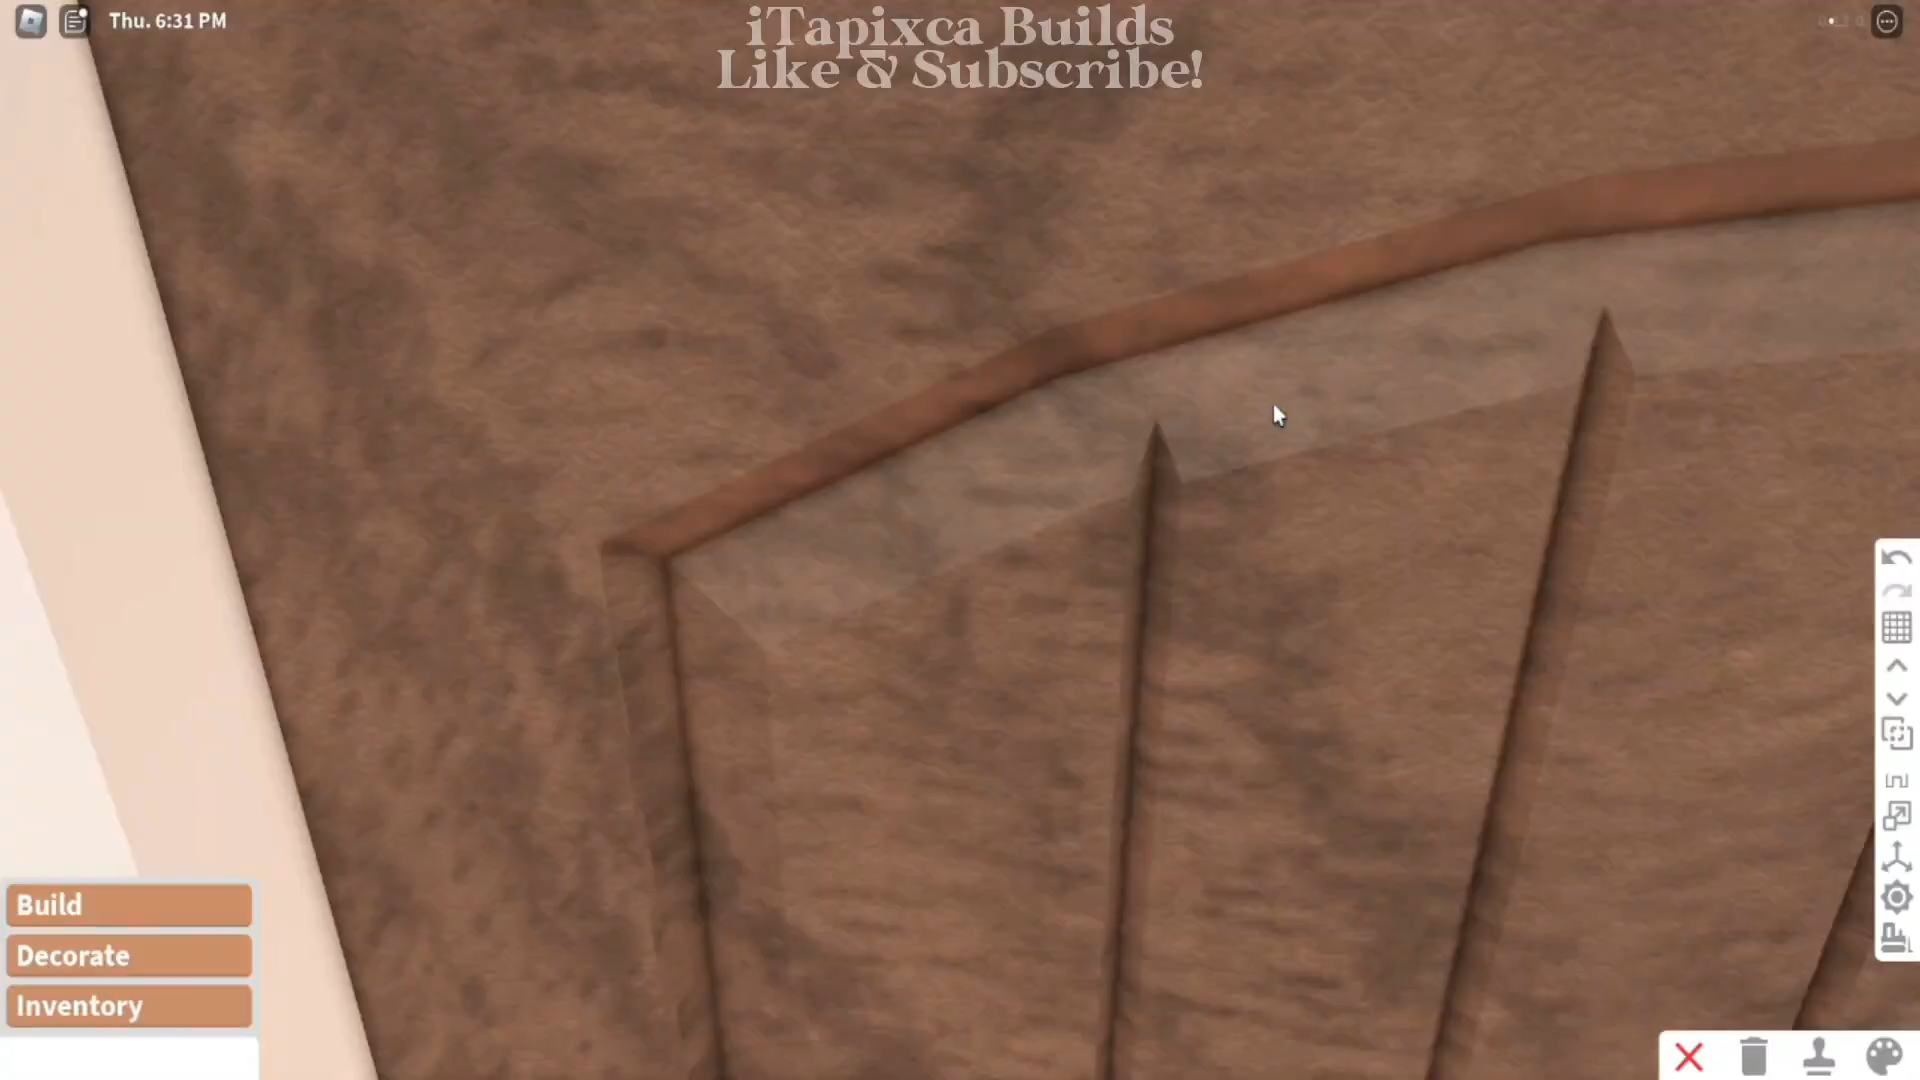 Thu. 6:31 PM
iTapixca Builds
Like & Subscribe!
Build
Decorate
Inventory